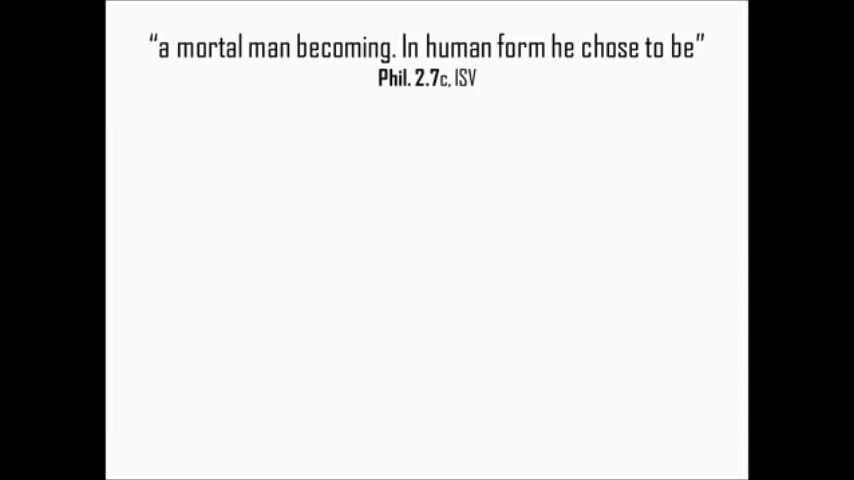 “a mortal man becoming. In human form he chose to be”
Phil. 2.7c, ISV